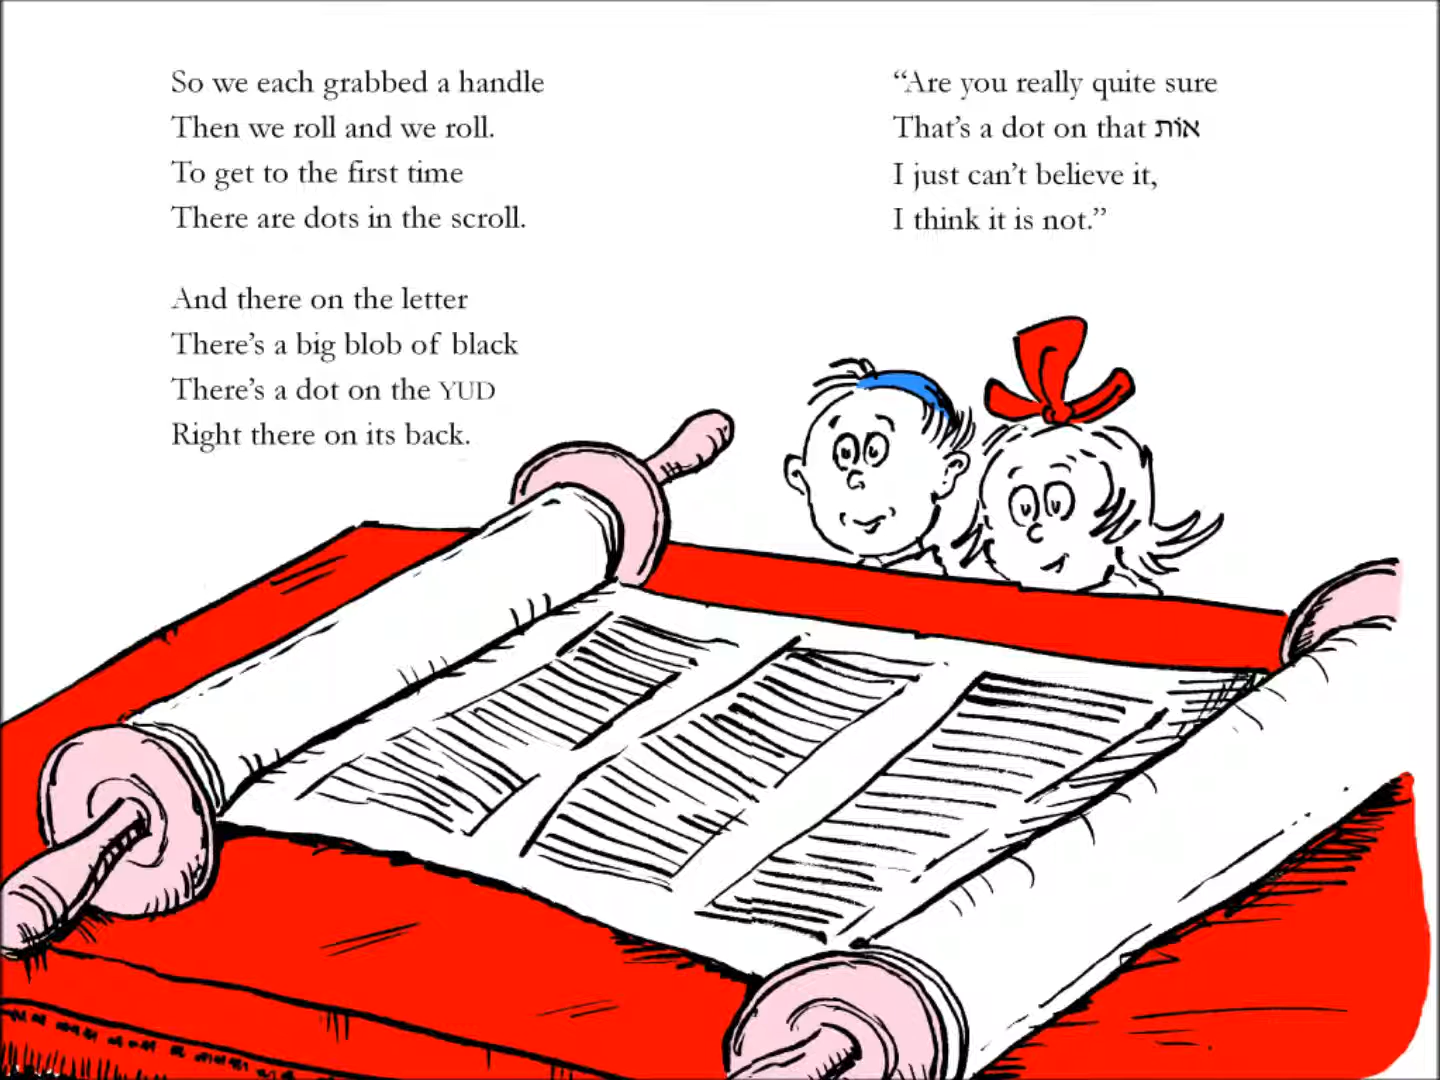 So we each grabbed a handle
Then we roll and we roll.
To get to the first time
There are dots in the scroll.
And there on the letter
There's a big blob of black
There's a dot on the YUD
Right there on its back.
“Are you really quite sure
That's a dot on that אוֹת
I just can't believe it,
I think it is not.”